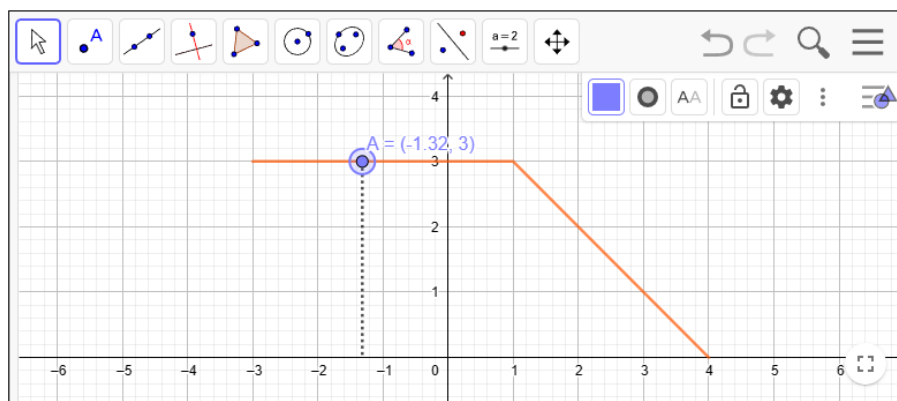 A
α
a = 2
AA
4
A = (-1.32, 3)
3
2
1
–6 –5 –4 –3 –2 –1 0 1 2 3 4 5 6